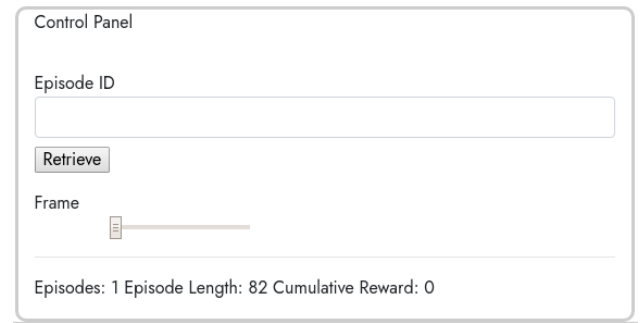 Control Panel
Episode ID
Retrieve
Frame
Episodes: 1 Episode Length: 82 Cumulative Reward: 0